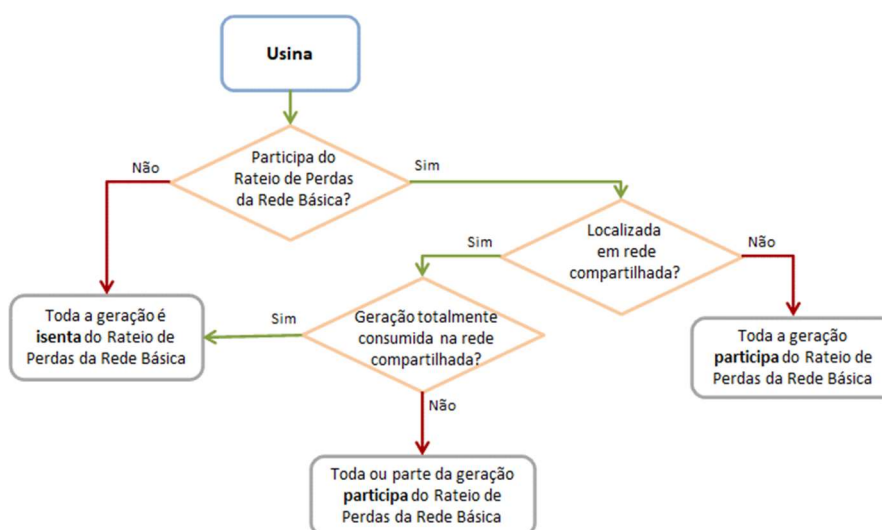 Usina
Participa do
Rateio de Perdas
da Rede Básica?
Não
Sim
Localizada
em rede
compartilhada?
Sim
Não
Toda a geração é
isenta do Rateio de
Perdas da Rede Básica
Sim
Geração totalmente
consumida na rede
compartilhada?
Toda a geração
participa do Rateio de
Perdas da Rede Básica
Não
Toda ou parte da geração
participa do Rateio de
Perdas da Rede Básica